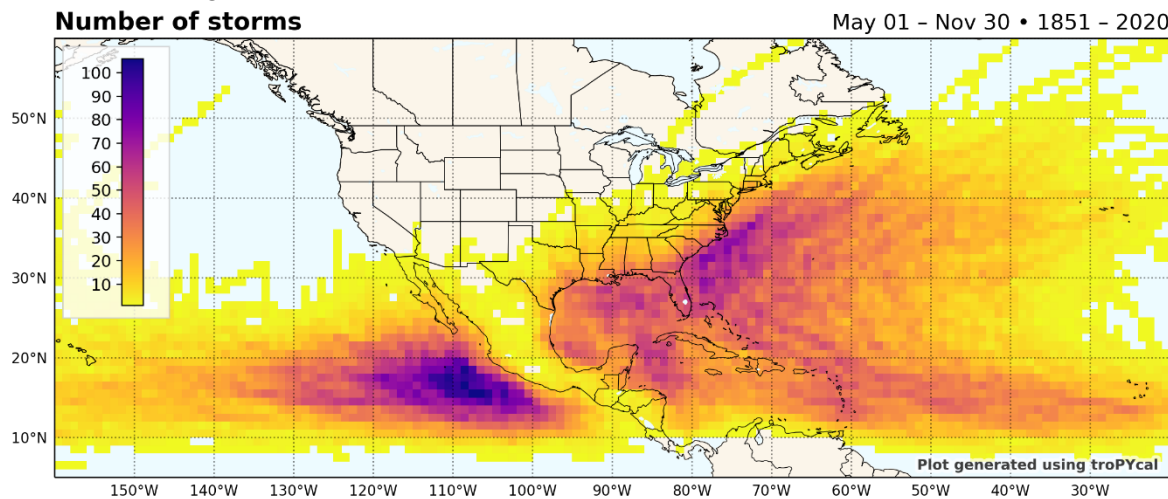 Number of storms
May 01 – Nov 30 • 1851 – 2020
100
90
80
70
60
50
40
30
20
10
50°N
40°N
30°N
20°N
10°N
150°W 140°W 130°W 120°W 110°W 100°W 90°W 80°W 70°W 60°W 50°W 40°W 30°W
Plot generated using troPYcal